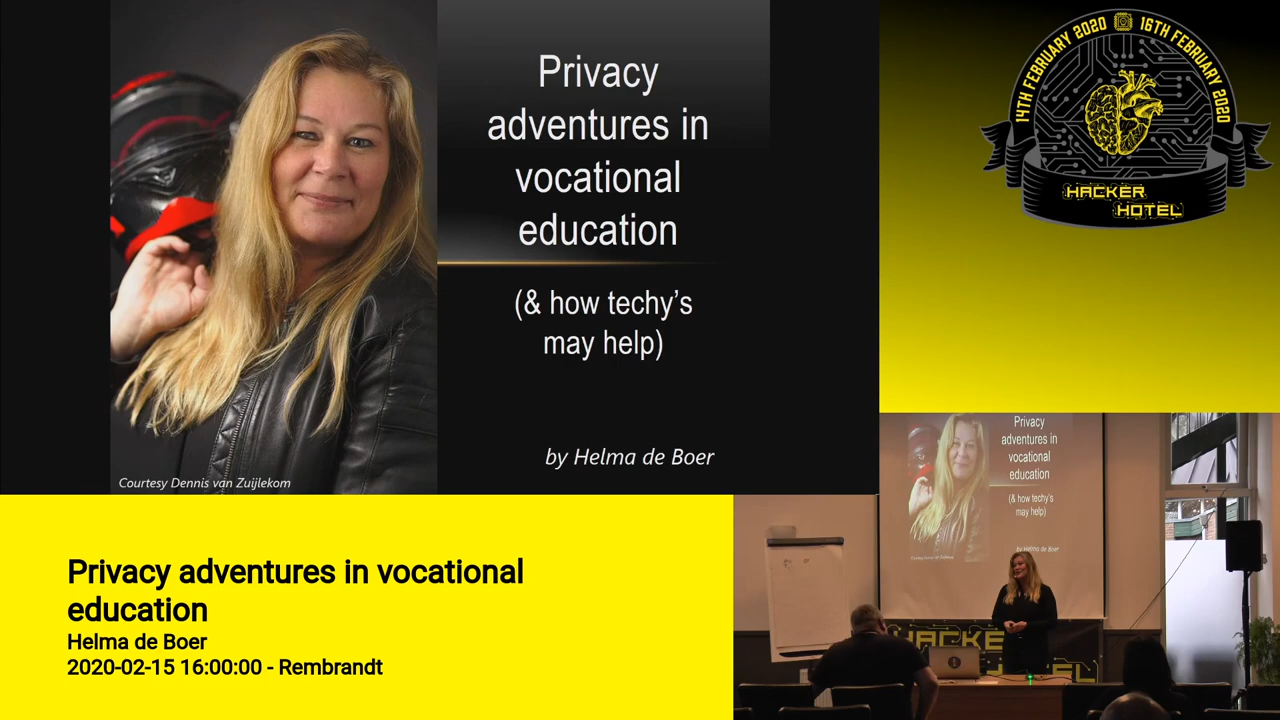 Privacy
adventures in
vocational
education
(& how techy's
may help)
by Helma de Boer
Courtesy Dennis van Zuijlekom
14TH FEBRUARY 2020
16TH FEBRUARY 2020
HACKER
HOTEL
Privacy
adventures in
vocational
education
(& how techy's
may help)
by Helma de Boer
HACKE
TEL
Privacy adventures in vocational
education
Helma de Boer
2020-02-15 16:00:00 - Rembrandt